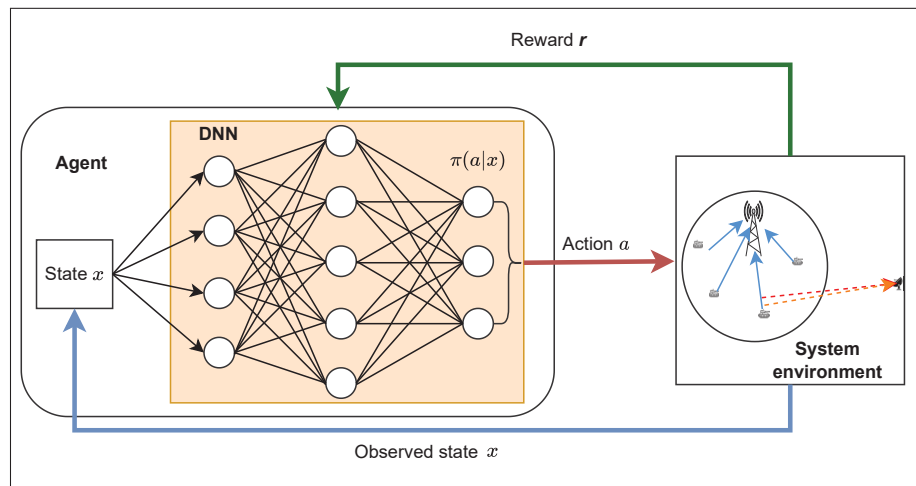 Reward r
DNN
Agent
π(a|x)
Action a
State x
System
environment
Observed state x